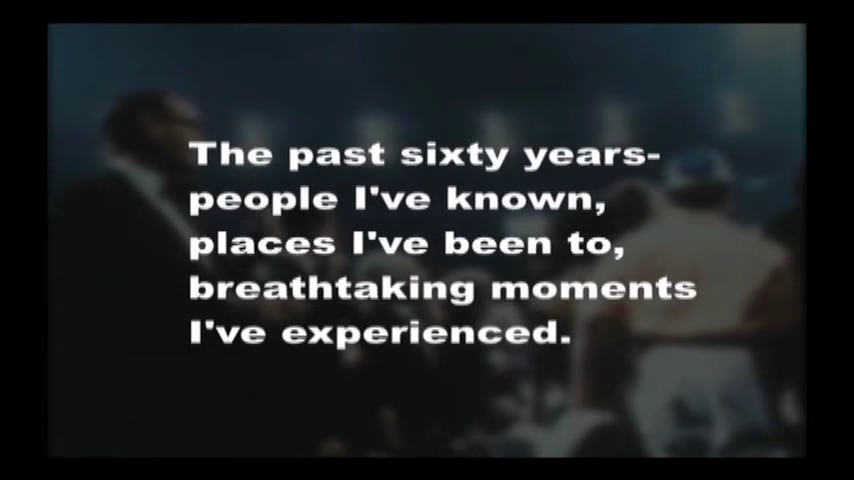 The past sixty years-
people I've known,
places I've been to,
breathtaking moments
I've experienced.